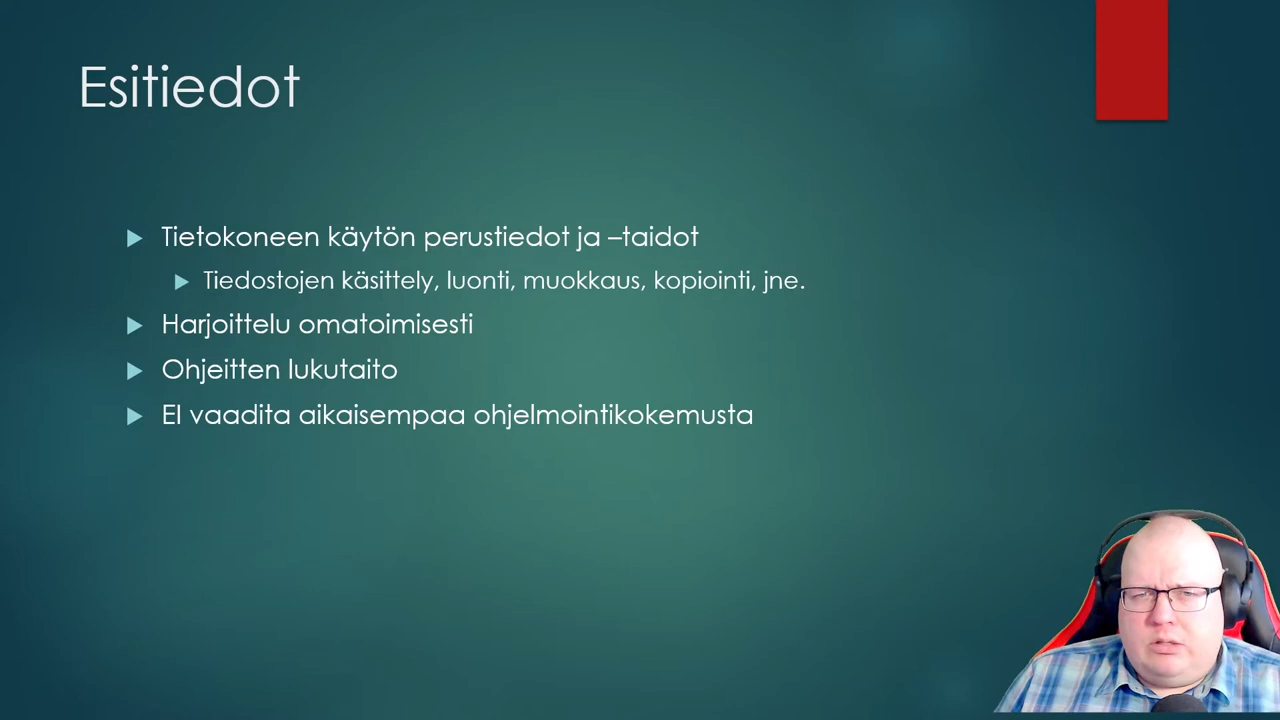 Esitiedot
Tietokoneen käytön perustiedot ja –taidot
Tiedostojen käsittely, luonti, muokkaus, kopiointi, jne.
Harjoittelu omatoimisesti
Ohjeitten lukutaito
EI vaadita aikaisempaa ohjelmointikokemusta